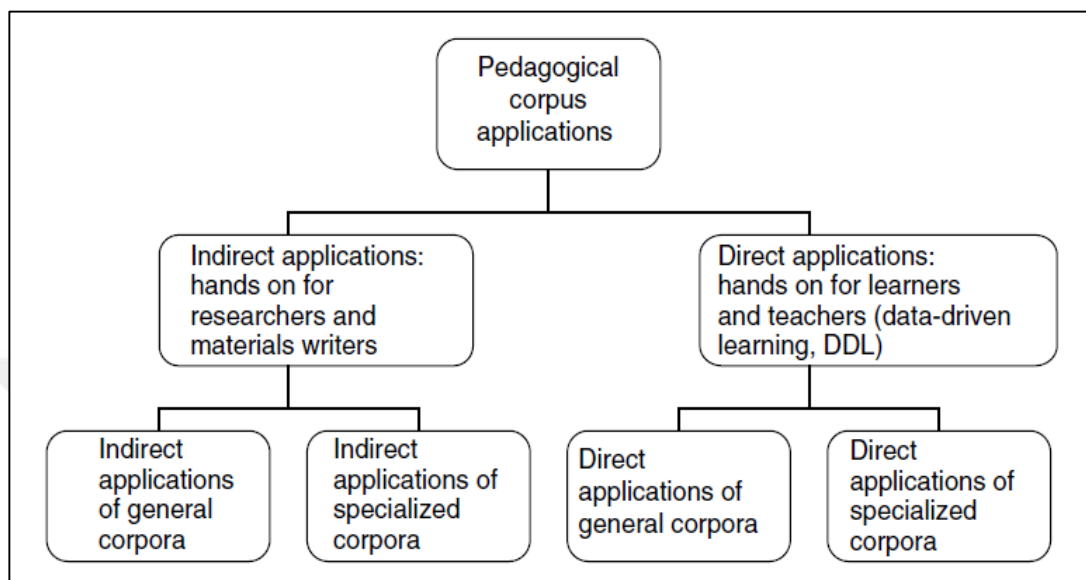 Pedagogical
corpus
applications
Indirect applications:
hands on for
researchers and
materials writers
Direct applications:
hands on for learners
and teachers (data-driven
learning, DDL)
Indirect
applications
of general
corpora
Indirect
applications of
specialized
corpora
Direct
applications of
general corpora
Direct
applications of
specialized
corpora